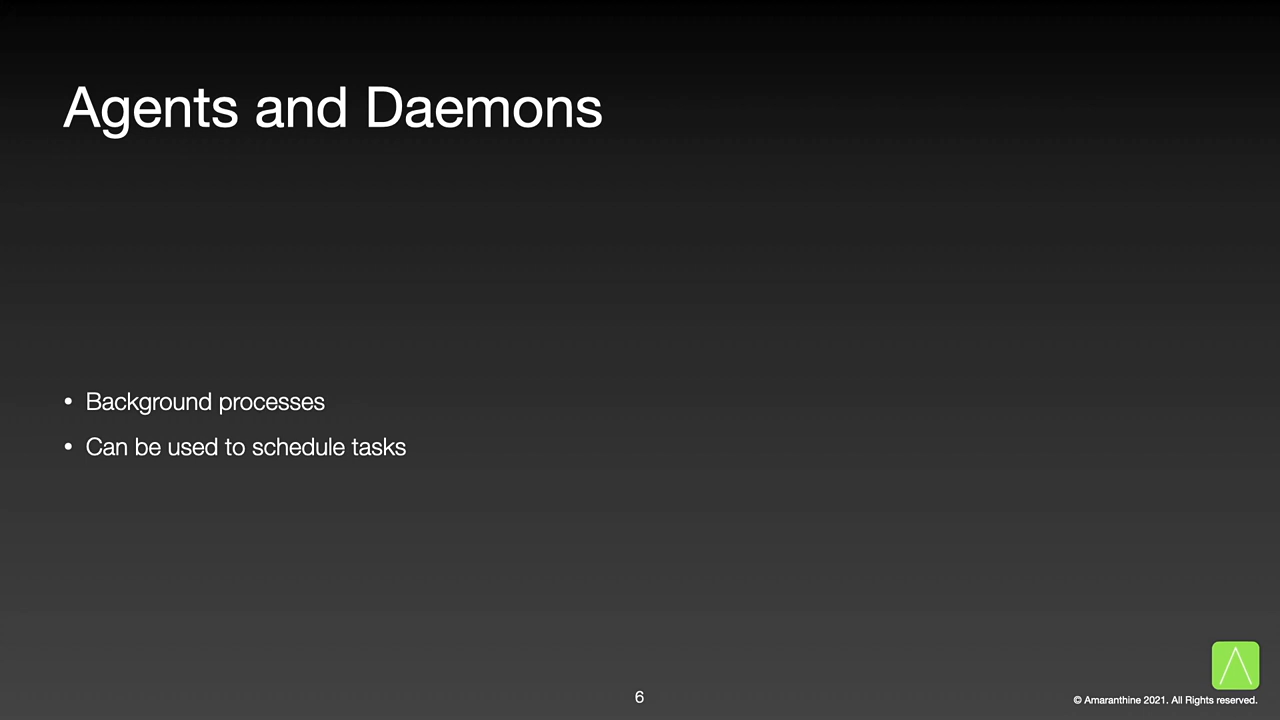 Agents and Daemons
• Background processes
• Can be used to schedule tasks
6
© Amaranthine 2021. All Rights reserved.